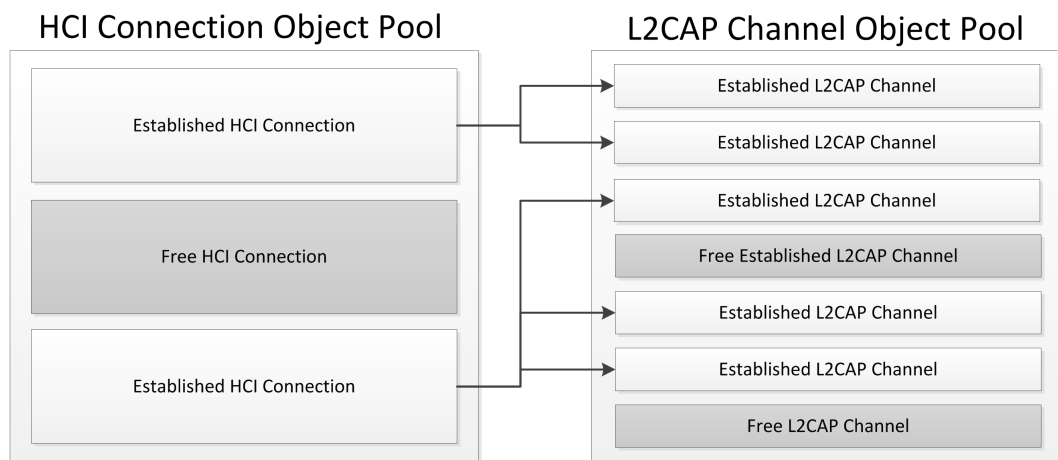 HCI Connection Object Pool
Established HCI Connection
Free HCI Connection
Established HCI Connection
L2CAP Channel Object Pool
Established L2CAP Channel
Established L2CAP Channel
Established L2CAP Channel
Free Established L2CAP Channel
Established L2CAP Channel
Established L2CAP Channel
Free L2CAP Channel